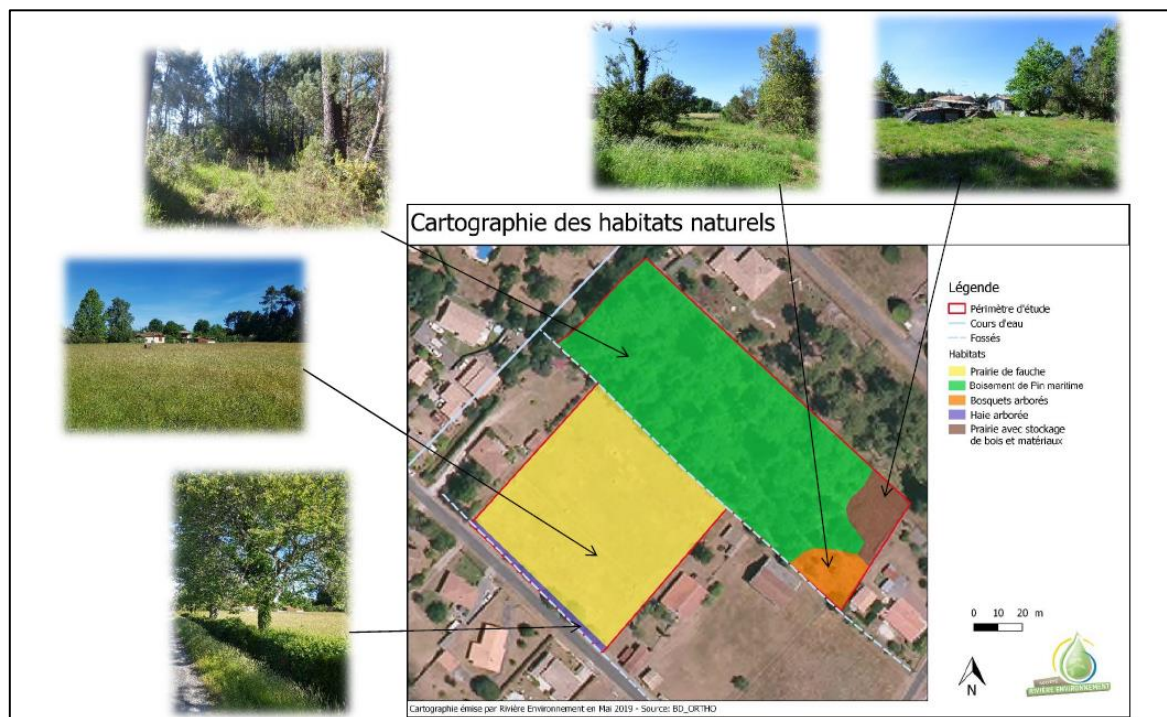 Cartographie des habitats naturels
Légende
Périmètre d'étude
Cours d'eau
Fossés
Habitats
Prairie de fauche
Boisement de Pin maritime
Bosquets arborés
Haie arborée
Prairie avec stockage
de bois et matériaux
0 10 20 m
N
RIVIÈRE ENVIRONNEMENT
Cartographie émise par Rivière Environnement en Mai 2019 - Source: BD_ORTHO